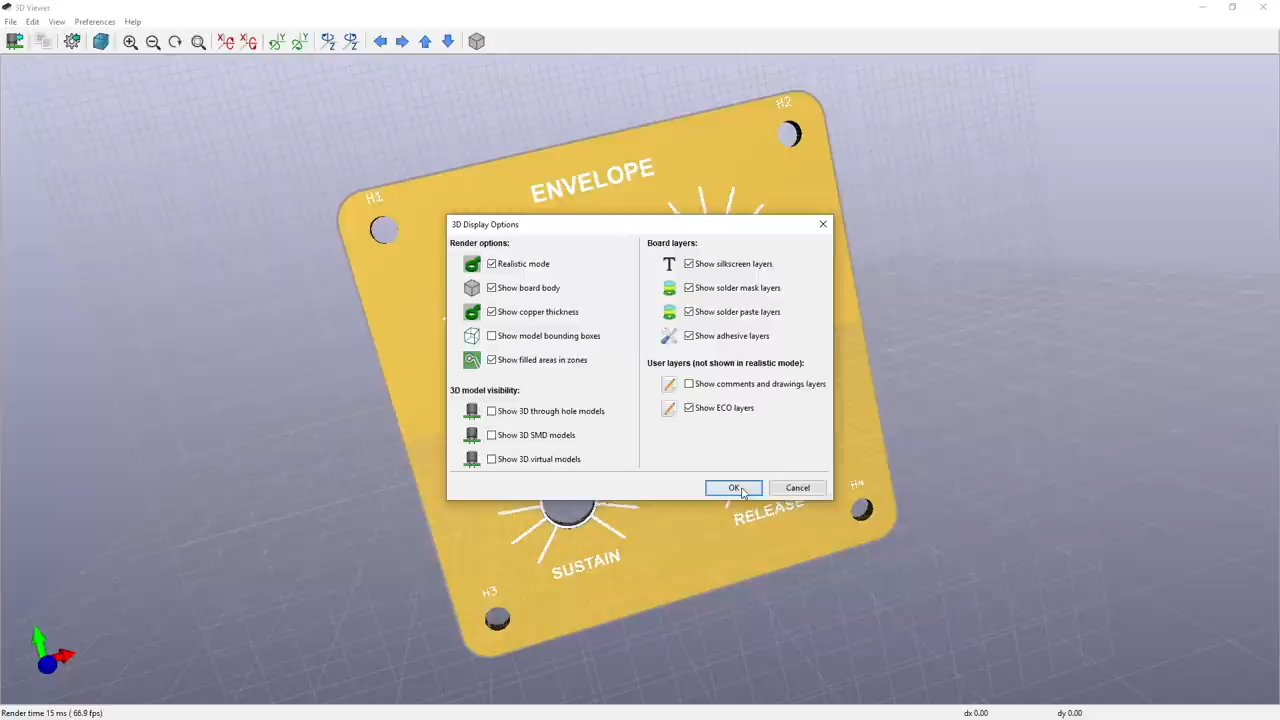 3D Viewer
File Edit View Preferences Help
H2
ENVELOPE
H1
3D Display Options
Render options:
Realistic mode
Show board body
Show copper thickness
Show model bounding boxes
Show filled areas in zones
3D model visibility:
Show 3D through hole models
Show 3D SMD models
Show 3D virtual models
Board layers:
Show silkscreen layers
Show solder mask layers
Show solder paste layers
Show adhesive layers
User layers (not shown in realistic mode):
Show comments and drawings layers
Show ECO layers
OK Cancel
H4
RELEASE
SUSTAIN
H3
Render time 15 ms ( 66.9 fps) dx 0.00 dy 0.00